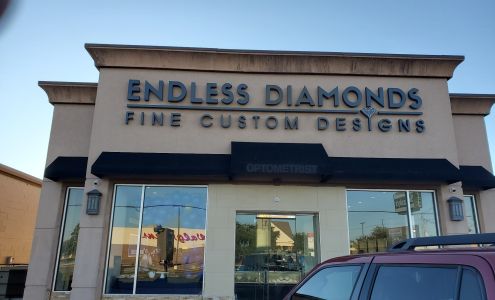 ENDLESS DIAMONDS
FINE CUSTOM DESIGNS
OPTOMETRIST